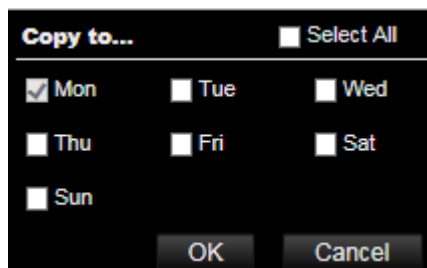 Copy to... Select All
Mon Tue Wed
Thu Fri Sat
Sun
OK Cancel